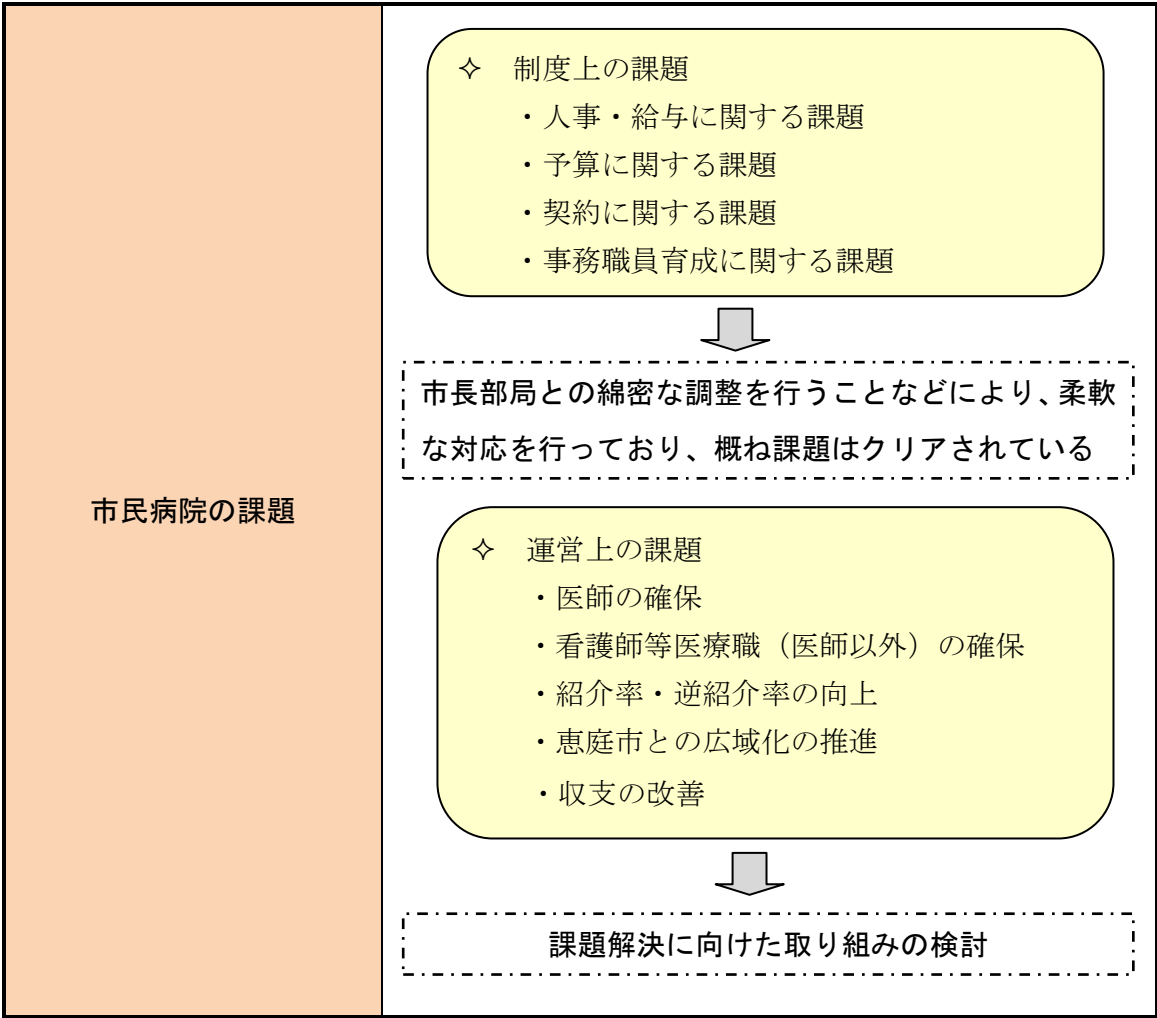 市民病院の課題
✧ 制度上の課題
・人事・給与に関する課題
・予算に関する課題
・契約に関する課題
・事務職員育成に関する課題
市長部局との綿密な調整を行うことなどにより、柔軟
な対応を行っており、概ね課題はクリアされている
✧ 運営上の課題
・医師の確保
・看護師等医療職（医師以外）の確保
・紹介率・逆紹介率の向上
・恵庭市との広域化の推進
・収支の改善
課題解決に向けた取り組みの検討